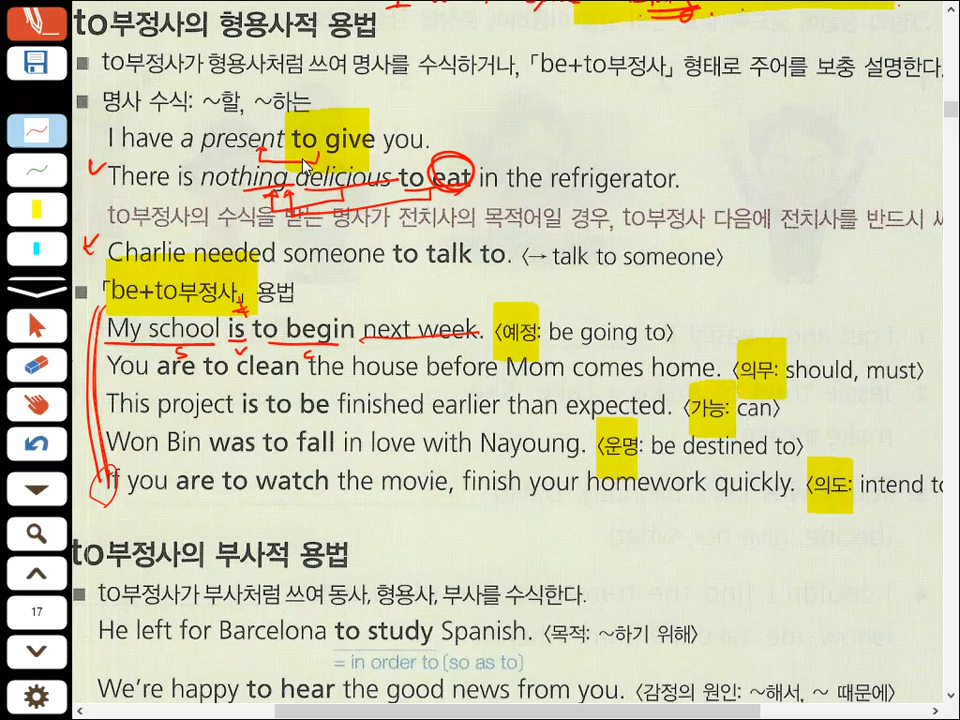 to부정사의 형용사적 용법
■ to부정사가 형용사처럼 쓰여 명사를 수식하거나, 「be+to부정사」 형태로 주어를 보충 설명한다.
■ 명사 수식: ~할, ~하는
I have a present to give you.
There is nothing delicious to eat in the refrigerator.
to부정사의 수식을 받는 명사가 전치사의 목적어일 경우, to부정사 다음에 전치사를 반드시 써
Charlie needed someone to talk to. 〈→ talk to someone〉
■ 「be+to부정사」 용법
My school is to begin next week. 〈예정: be going to〉
s v c
You are to clean the house before Mom comes home. 〈의무: should, must〉
This project is to be finished earlier than expected. 〈가능: can〉
Won Bin was to fall in love with Nayoung. 〈운명: be destined to〉
If you are to watch the movie, finish your homework quickly. 〈의도: intend to
to부정사의 부사적 용법
■ to부정사가 부사처럼 쓰여 동사, 형용사, 부사를 수식한다.
He left for Barcelona to study Spanish. 〈목적: ~하기 위해〉
= in order to (so as to)
We're happy to hear the good news from you. 〈감정의 원인: ~해서, ~ 때문에〉
17